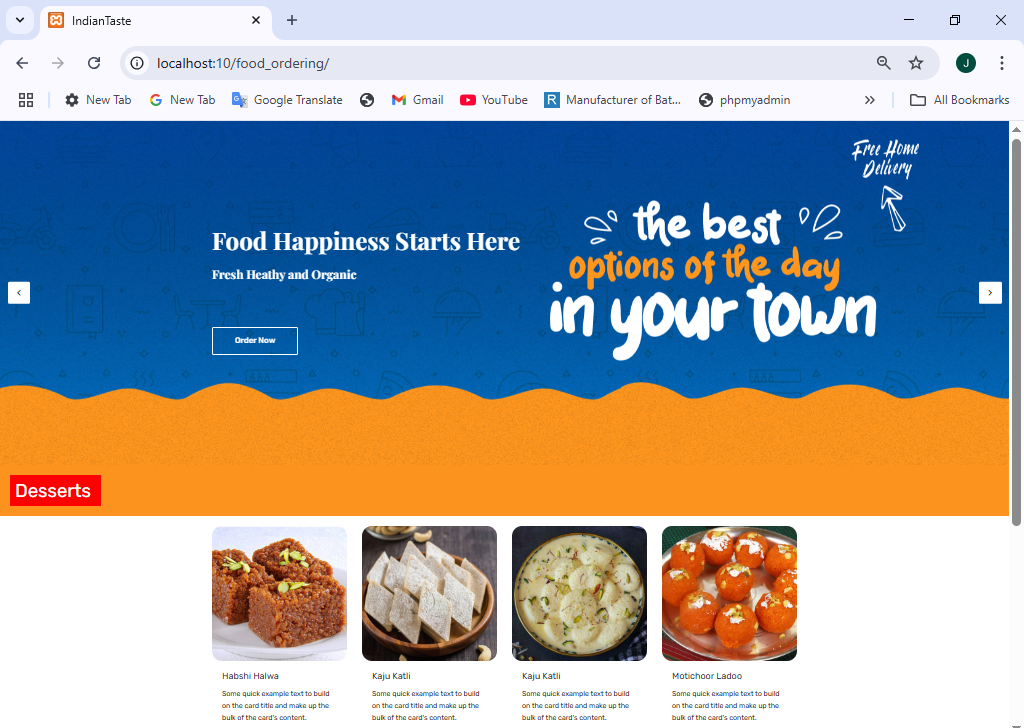 IndianTaste
localhost:10/food_ordering/
J
New Tab
New Tab
Google Translate
Gmail
YouTube
R
Manufacturer of Bat...
phpmyadmin
All Bookmarks
Free Home
Delivery
the best
options of the day
in your town
Food Happiness Starts Here
Fresh Heathy and Organic
Order Now
Desserts
Habshi Halwa
Some quick example text to build
on the card title and make up the
bulk of the card's content.
Kaju Katli
Some quick example text to build
on the card title and make up the
bulk of the card's content.
Kaju Katli
Some quick example text to build
on the card title and make up the
bulk of the card's content.
Motichoor Ladoo
Some quick example text to build
on the card title and make up the
bulk of the card's content.